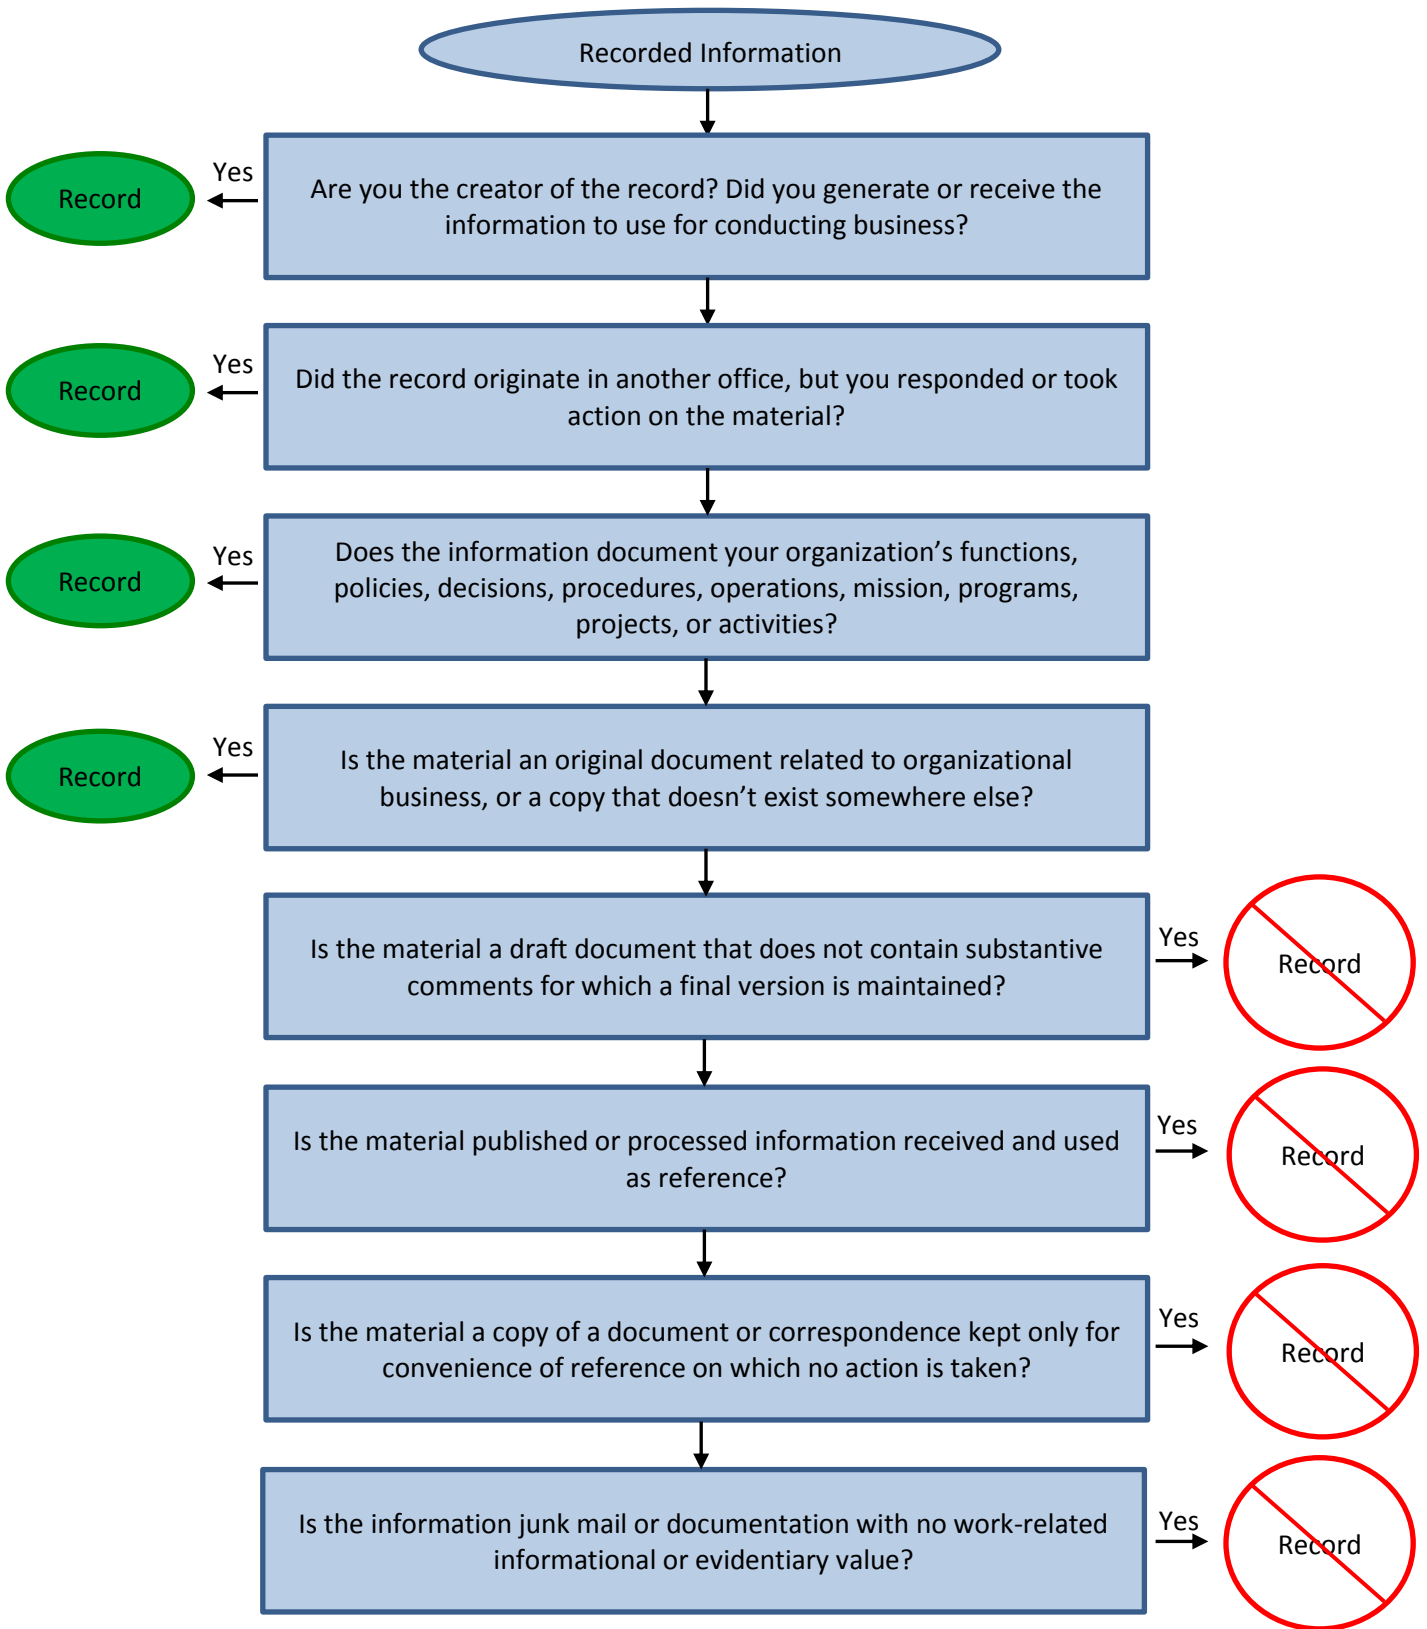 Recorded Information
Yes
Record
Are you the creator of the record? Did you generate or receive the
information to use for conducting business?
Yes
Record
Did the record originate in another office, but you responded or took
action on the material?
Yes
Record
Does the information document your organization’s functions,
policies, decisions, procedures, operations, mission, programs,
projects, or activities?
Yes
Record
Is the material an original document related to organizational
business, or a copy that doesn’t exist somewhere else?
Is the material a draft document that does not contain substantive
comments for which a final version is maintained?
Yes
Record
Is the material published or processed information received and used
as reference?
Yes
Record
Is the material a copy of a document or correspondence kept only for
convenience of reference on which no action is taken?
Yes
Record
Is the information junk mail or documentation with no work-related
informational or evidentiary value?
Yes
Record